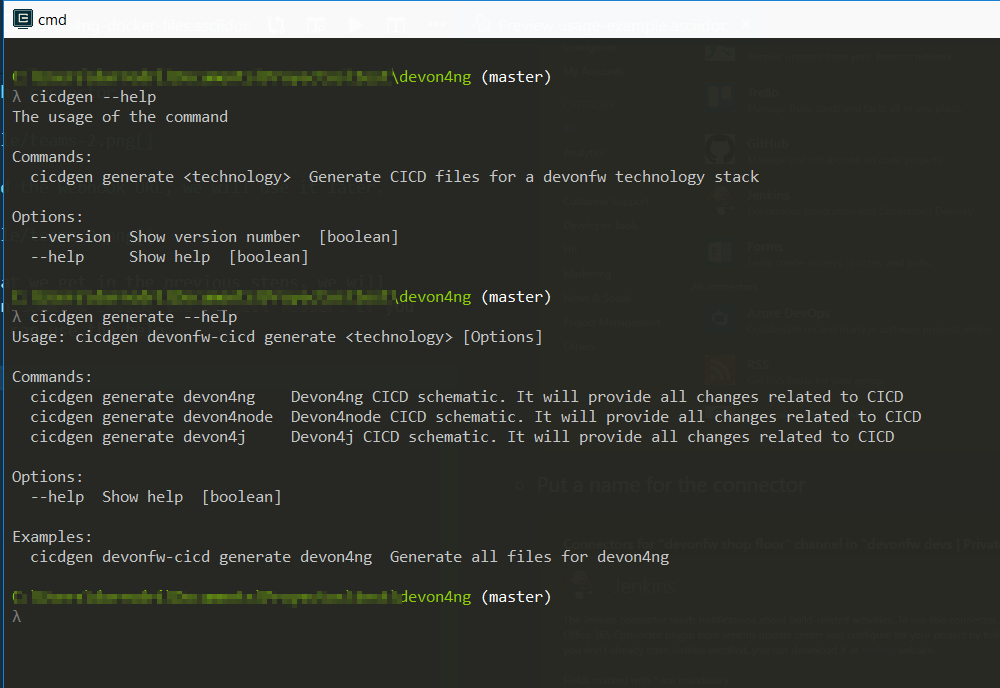 cmd
\devon4ng (master)
λ cicdgen --help
The usage of the command
Commands:
cicdgen generate <technology>  Generate CICD files for a devonfw technology stack
Options:
--version  Show version number  [boolean]
--help     Show help  [boolean]
\devon4ng (master)
λ cicdgen generate --help
Usage: cicdgen devonfw-cicd generate <technology> [Options]
Commands:
cicdgen generate devon4ng    Devon4ng CICD schematic. It will provide all changes related to CICD
cicdgen generate devon4node  Devon4node CICD schematic. It will provide all changes related to CICD
cicdgen generate devon4j     Devon4j CICD schematic. It will provide all changes related to CICD
Options:
--help  Show help  [boolean]
Put a name for the connector
Examples:
cicdgen devonfw-cicd generate devon4ng  Generate all files for devon4ng
devon4ng (master)
λ